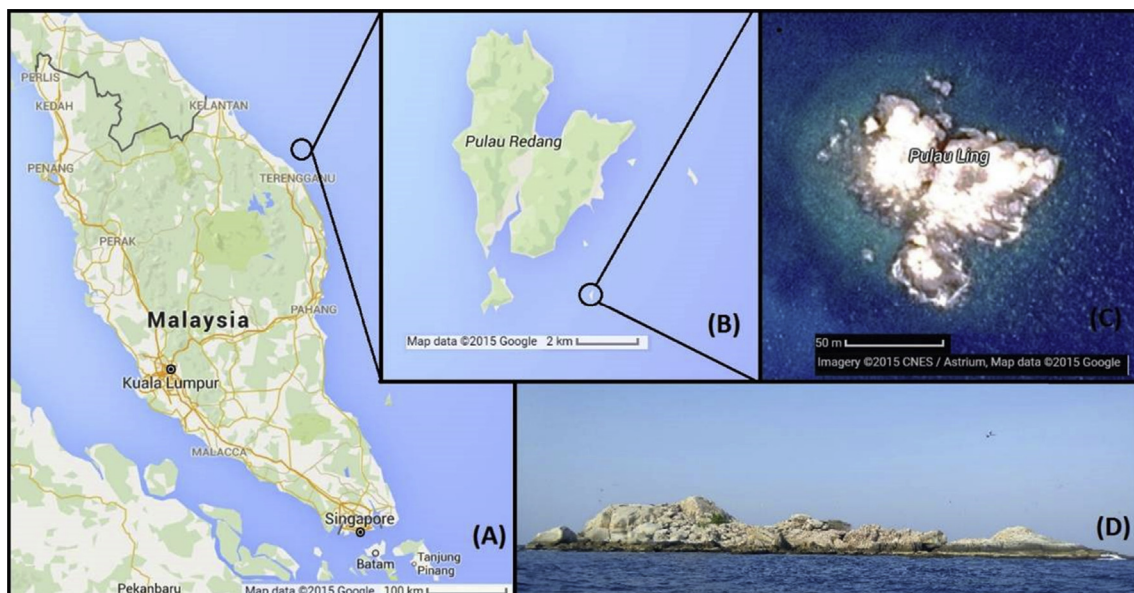 PERLIS
KEDAH
KELANTAN
PENANG
TERENGGANU
PERAK
PAHANG
Malaysia
Kuala Lumpur
MALACCA
Singapore
Batam
Tanjung
Pinang
Pekanbaru
Map data ©2015 Google 100 km
(A)
Pulau Redang
(B)
Map data ©2015 Google 2 km
Pulau Ling
(C)
50 m
Imagery ©2015 CNES / Astrium, Map data ©2015 Google
(D)